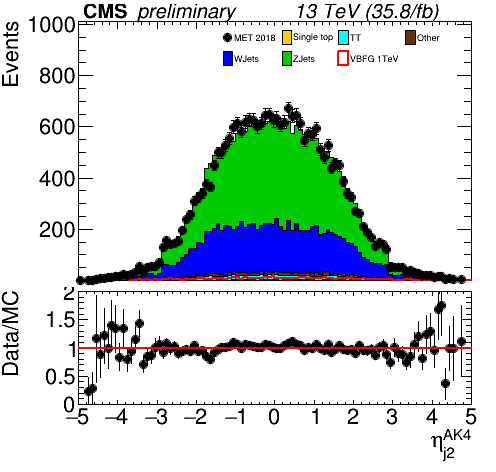 CMS preliminary 13 TeV (35.8/fb)
Events
1000
800
600
400
200
MET 2018 Single top TT Other
WJets ZJets VBFG 1TeV
Data/MC
2
1.5
1
0.5
0
−5 −4 −3 −2 −1 0 1 2 3 4 5
η_{j2}^{AK4}